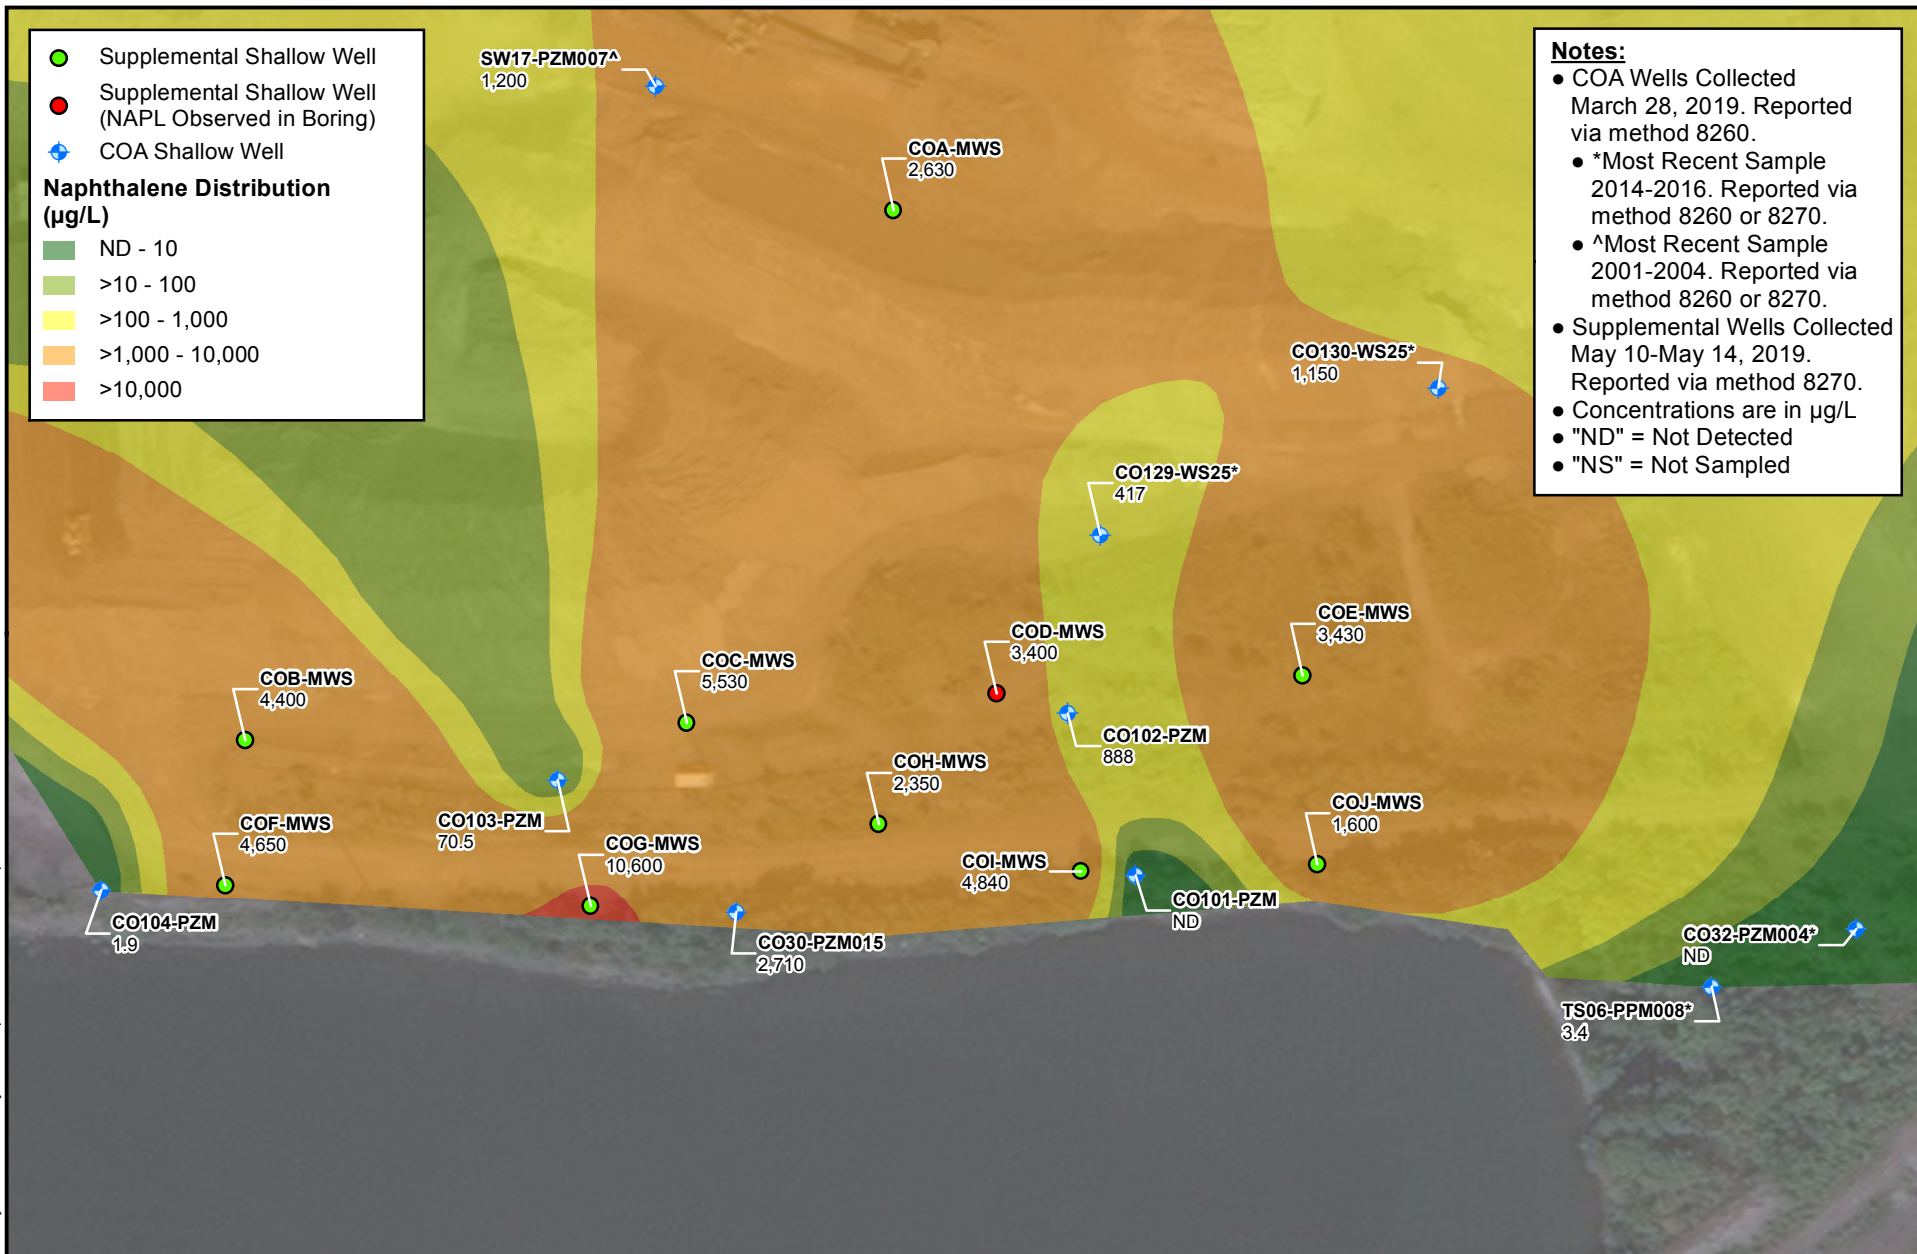 Supplemental Shallow Well
Supplemental Shallow Well
(NAPL Observed in Boring)
COA Shallow Well
Naphthalene Distribution
(µg/L)
ND - 10
>10 - 100
>100 - 1,000
>1,000 - 10,000
>10,000
Notes:
● COA Wells Collected
March 28, 2019. Reported
via method 8260.
● *Most Recent Sample
2014-2016. Reported via
method 8260 or 8270.
● ^Most Recent Sample
2001-2004. Reported via
method 8260 or 8270.
● Supplemental Wells Collected
May 10-May 14, 2019.
Reported via method 8270.
● Concentrations are in µg/L
● "ND" = Not Detected
● "NS" = Not Sampled
SW17-PZM007^
1,200
COA-MWS
2,630
CO130-WS25*
1,150
CO129-WS25*
417
COE-MWS
3,430
COD-MWS
3,400
COC-MWS
5,530
COB-MWS
4,400
CO102-PZM
888
COH-MWS
2,350
COJ-MWS
1,600
CO103-PZM
70.5
COF-MWS
4,650
COG-MWS
10,600
COI-MWS
4,840
CO101-PZM
ND
CO104-PZM
1.9
CO30-PZM015
2,710
CO32-PZM004*
ND
TS06-PPM008*
3.4